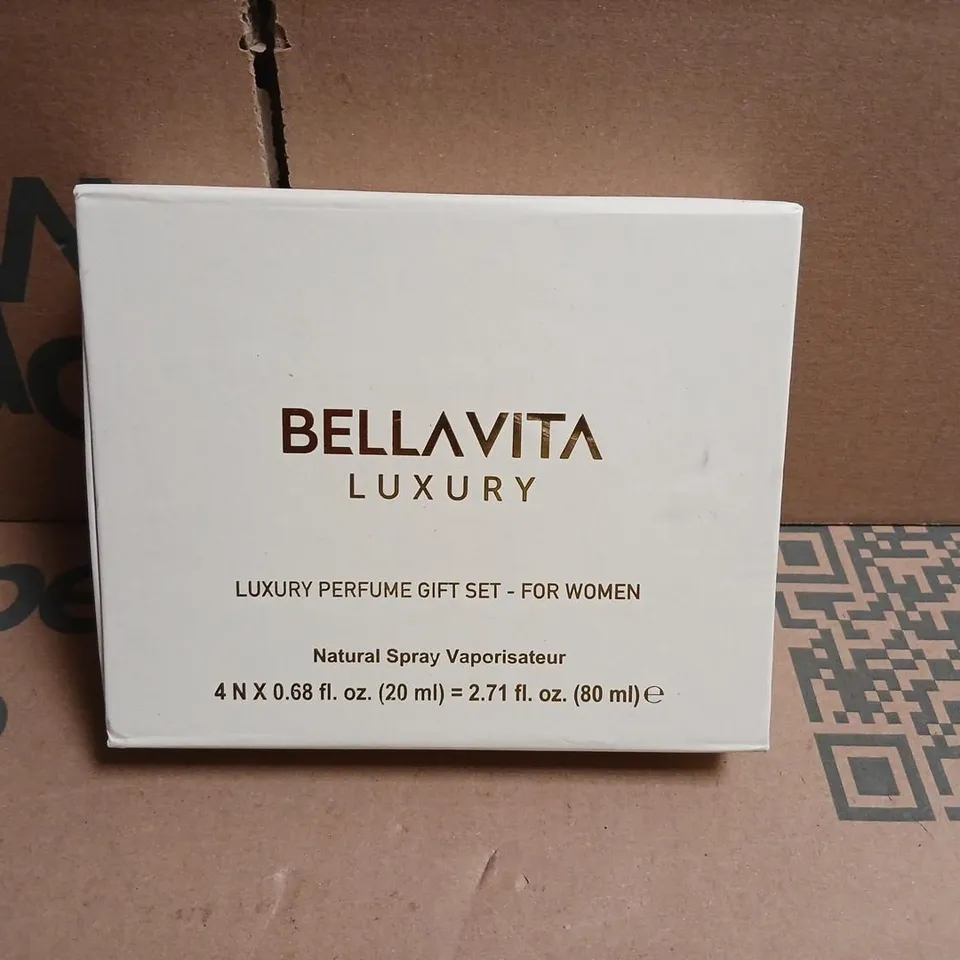 BELLAVITA
LUXURY
LUXURY PERFUME GIFT SET - FOR WOMEN
Natural Spray Vaporisateur
4 N X 0.68 fl. oz. (20 ml) = 2.71 fl. oz. (80 ml) ℮